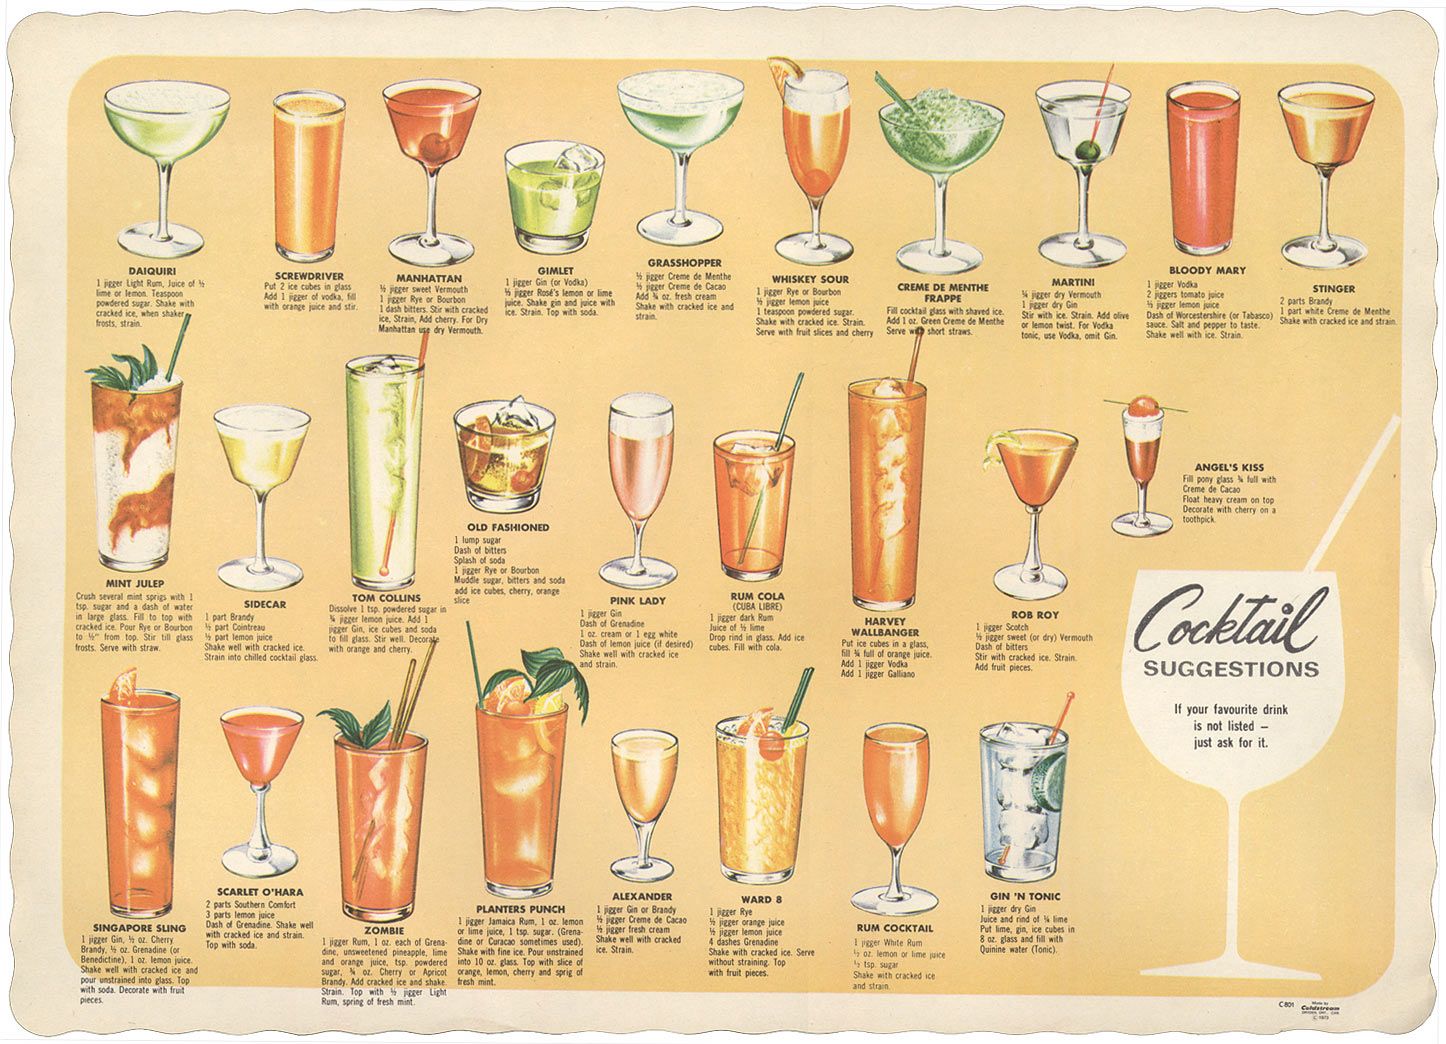 DAIQUIRI
1 jigger Light Rum, Juice of ½
lime or lemon. Teaspoon
powdered sugar. Shake with
cracked ice, when shaker
frosts, strain.
SCREWDRIVER
Put 2 ice cubes in glass
Add 1 jigger of vodka, fill
with orange juice and stir.
MANHATTAN
½ jigger sweet Vermouth
1 jigger Rye or Bourbon
1 dash bitters. Stir with cracked
ice, Strain, Add cherry. For Dry
Manhattan use dry Vermouth.
GIMLET
1 jigger Gin (or Vodka)
½ jigger Rosé's lemon or lime
juice. Shake gin and juice with
ice. Strain. Top with soda.
GRASSHOPPER
½ jigger Creme de Menthe
½ jigger Creme de Cacao
Add ¾ oz. fresh cream
Shake with cracked ice and
strain.
WHISKEY SOUR
1 jigger Rye or Bourbon
½ jigger lemon juice
1 teaspoon powdered sugar.
Shake with cracked ice. Strain.
Serve with fruit slices and cherry
CREME DE MENTHE
FRAPPE
Fill cocktail glass with shaved ice.
Add 1 oz. Green Creme de Menthe
Serve with short straws.
MARTINI
¼ jigger dry Vermouth
1 jigger dry Gin
Stir with ice. Strain. Add olive
or lemon twist. For Vodka
tonic, use Vodka, omit Gin.
BLOODY MARY
1 jigger Vodka
2 jiggers tomato juice
⅓ jigger lemon juice
Dash of Worcestershire (or Tabasco)
sauce. Salt and pepper to taste.
Shake well with ice. Strain.
STINGER
2 parts Brandy
1 part white Creme de Menthe
Shake with cracked ice and strain.
MINT JULEP
Crush several mint sprigs with 1
tsp. sugar and a dash of water
in large glass. Fill to top with
cracked ice. Pour Rye or Bourbon
to ½" from top. Stir till glass
frosts. Serve with straw.
SIDECAR
1 part Brandy
½ part Cointreau
½ part lemon juice
Shake well with cracked ice.
Strain into chilled cocktail glass.
TOM COLLINS
Dissolve 1 tsp. powdered sugar in
¾ jigger lemon juice. Add 1
jigger Gin, ice cubes and soda
to fill glass. Stir well. Decorate
with orange and cherry.
OLD FASHIONED
1 lump sugar
Dash of bitters
Splash of soda
1 jigger Rye or Bourbon
Muddle sugar, bitters and soda
add ice cubes, cherry, orange
slice
PINK LADY
1 jigger Gin
Dash of Grenadine
1 oz. cream or 1 egg white
Dash of lemon juice (if desired)
Shake well with cracked ice
and strain.
RUM COLA
(CUBA LIBRE)
1 jigger dark Rum
Juice of ½ lime
Drop rind in glass. Add ice
cubes. Fill with cola.
HARVEY
WALLBANGER
Put ice cubes in a glass,
fill ¾ full of orange juice.
Add 1 jigger Vodka
Add 1 jigger Galliano
ROB ROY
1 jigger Scotch
½ jigger sweet (or dry) Vermouth
Dash of bitters
Stir with cracked ice. Strain.
Add fruit pieces.
ANGEL'S KISS
Fill pony glass ¾ full with
Creme de Cacao
Float heavy cream on top
Decorate with cherry on a
toothpick.
Cocktail
SUGGESTIONS
If your favourite drink
is not listed –
just ask for it.
SINGAPORE SLING
1 jigger Gin, ½ oz. Cherry
Brandy, ½ oz. Grenadine (or
Benedictine), 1 oz. lemon juice.
Shake well with cracked ice and
pour unstrained into glass. Top
with soda. Decorate with fruit
pieces.
SCARLET O'HARA
2 parts Southern Comfort
3 parts lemon juice
Dash of Grenadine. Shake well
with cracked ice and strain.
Top with soda.
ZOMBIE
1 jigger Rum, 1 oz. each of Grena-
dine, unsweetened pineapple, lime
and orange juice, tsp. powdered
sugar, ¾ oz. Cherry or Apricot
Brandy. Add cracked ice and shake.
Strain. Top with ½ jigger Light
Rum, spring of fresh mint.
PLANTERS PUNCH
1 jigger Jamaica Rum, 1 oz. lemon
or lime juice, 1 tsp. sugar. (Grena-
dine or Curacao sometimes used).
Shake with fine ice. Pour unstrained
into 10 oz. glass. Top with slice of
orange, lemon, cherry and sprig of
fresh mint.
ALEXANDER
1 jigger Gin or Brandy
½ jigger Creme de Cacao
½ jigger fresh cream
Shake well with cracked
ice. Strain.
WARD 8
1 jigger Rye
½ jigger orange juice
½ jigger lemon juice
4 dashes Grenadine
Shake with cracked ice. Serve
without straining. Top
with fruit pieces.
RUM COCKTAIL
1 jigger White Rum
½ oz. lemon or lime juice
½ tsp. sugar
Shake with cracked ice
and strain.
GIN 'N TONIC
1 jigger dry Gin
Juice and rind of ¼ lime
Put lime, gin, ice cubes in
8 oz. glass and fill with
Quinine water (Tonic).
C801
Made by
Coldstream
DRYDEN, ONT., CAN.
© 1973